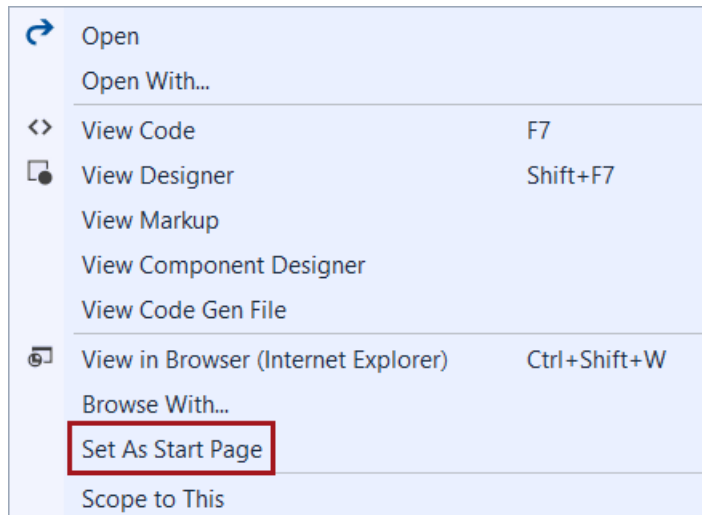 Open
Open With...
View Code F7
View Designer Shift+F7
View Markup
View Component Designer
View Code Gen File
View in Browser (Internet Explorer) Ctrl+Shift+W
Browse With...
Set As Start Page
Scope to This